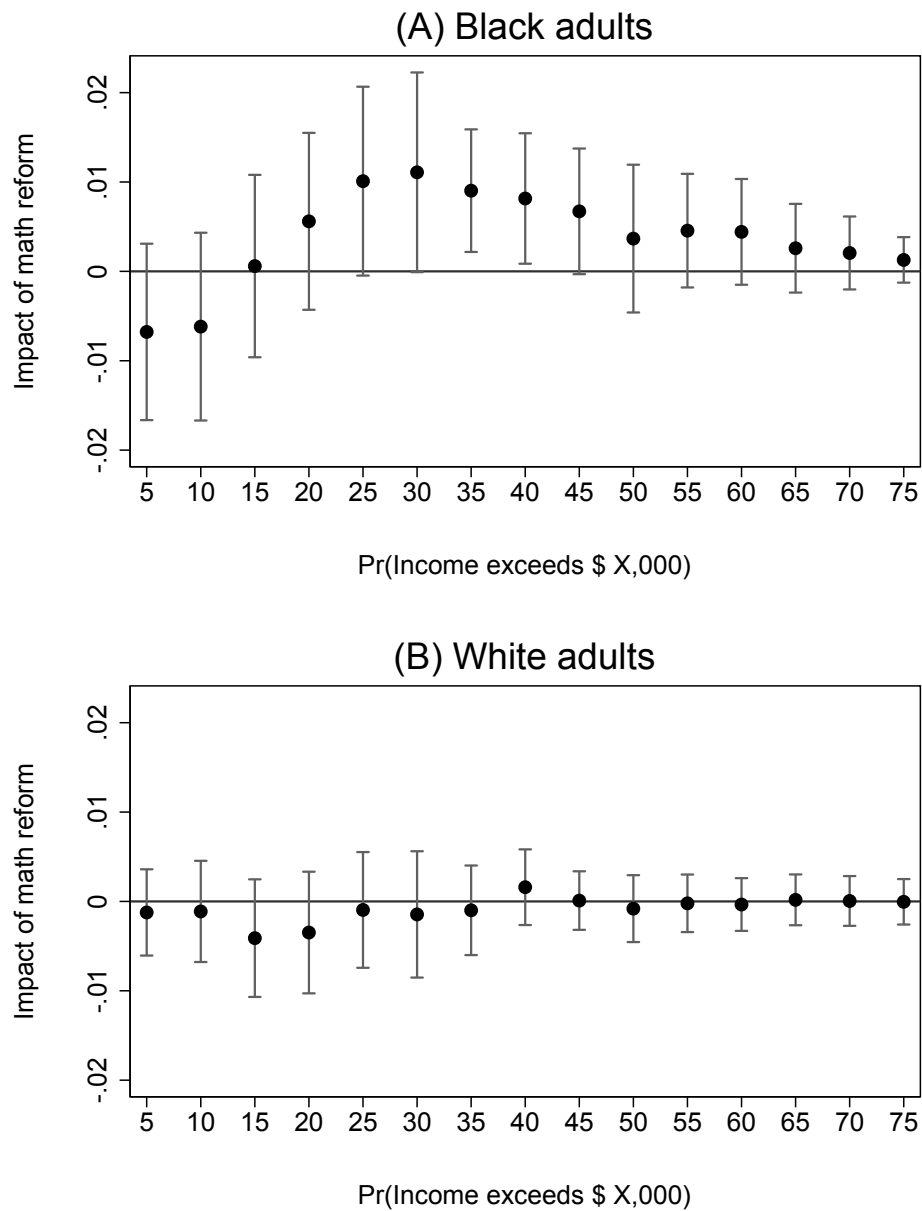 (A) Black adults
Impact of math reform
.02
.01
0
-.01
-.02
5 10 15 20 25 30 35 40 45 50 55 60 65 70 75
Pr(Income exceeds $ X,000)
(B) White adults
Impact of math reform
.02
.01
0
-.01
-.02
5 10 15 20 25 30 35 40 45 50 55 60 65 70 75
Pr(Income exceeds $ X,000)